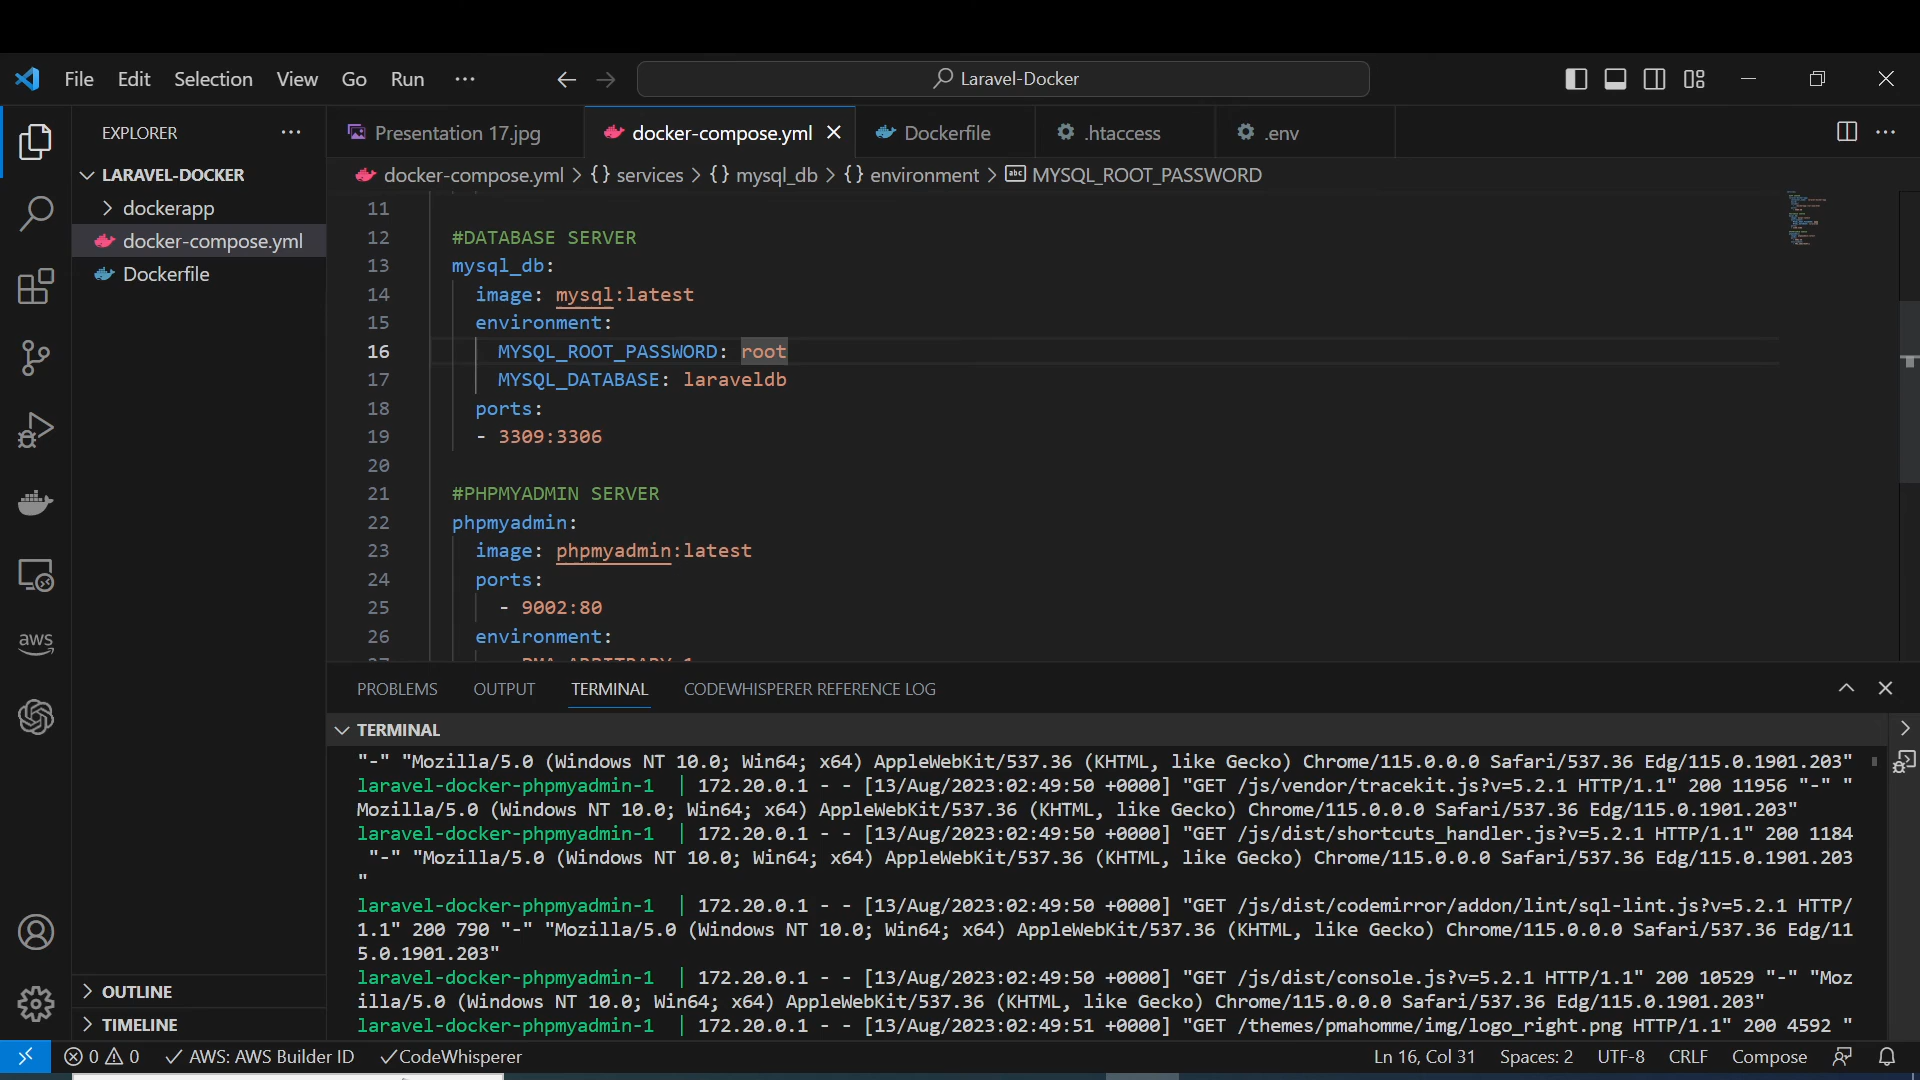 File Edit Selection View Go Run ···
Laravel-Docker
EXPLORER
Presentation 17.jpg
docker-compose.yml
Dockerfile
.htaccess
.env
docker-compose.yml > {} services > {} mysql_db > {} environment > abc MYSQL_ROOT_PASSWORD
LARAVEL-DOCKER
dockerapp
docker-compose.yml
Dockerfile
aws
OUTLINE
TIMELINE
11
12 #DATABASE SERVER
13 mysql_db:
14 image: mysql:latest
15 environment:
16 MYSQL_ROOT_PASSWORD: root
17 MYSQL_DATABASE: laraveldb
18 ports:
19 - 3309:3306
20
21 #PHPMYADMIN SERVER
22 phpmyadmin:
23 image: phpmyadmin:latest
24 ports:
25 - 9002:80
26 environment:
PROBLEMS OUTPUT TERMINAL CODEWHISPERER REFERENCE LOG
TERMINAL
"-" "Mozilla/5.0 (Windows NT 10.0; Win64; x64) AppleWebKit/537.36 (KHTML, like Gecko) Chrome/115.0.0.0 Safari/537.36 Edg/115.0.1901.203"
laravel-docker-phpmyadmin-1 | 172.20.0.1 - - [13/Aug/2023:02:49:50 +0000] "GET /js/vendor/tracekit.js?v=5.2.1 HTTP/1.1" 200 11956 "-" "
Mozilla/5.0 (Windows NT 10.0; Win64; x64) AppleWebKit/537.36 (KHTML, like Gecko) Chrome/115.0.0.0 Safari/537.36 Edg/115.0.1901.203"
laravel-docker-phpmyadmin-1 | 172.20.0.1 - - [13/Aug/2023:02:49:50 +0000] "GET /js/dist/shortcuts_handler.js?v=5.2.1 HTTP/1.1" 200 1184
"-" "Mozilla/5.0 (Windows NT 10.0; Win64; x64) AppleWebKit/537.36 (KHTML, like Gecko) Chrome/115.0.0.0 Safari/537.36 Edg/115.0.1901.203
"
laravel-docker-phpmyadmin-1 | 172.20.0.1 - - [13/Aug/2023:02:49:50 +0000] "GET /js/dist/codemirror/addon/lint/sql-lint.js?v=5.2.1 HTTP/
1.1" 200 790 "-" "Mozilla/5.0 (Windows NT 10.0; Win64; x64) AppleWebKit/537.36 (KHTML, like Gecko) Chrome/115.0.0.0 Safari/537.36 Edg/11
5.0.1901.203"
laravel-docker-phpmyadmin-1 | 172.20.0.1 - - [13/Aug/2023:02:49:50 +0000] "GET /js/dist/console.js?v=5.2.1 HTTP/1.1" 200 10529 "-" "Moz
illa/5.0 (Windows NT 10.0; Win64; x64) AppleWebKit/537.36 (KHTML, like Gecko) Chrome/115.0.0.0 Safari/537.36 Edg/115.0.1901.203"
laravel-docker-phpmyadmin-1 | 172.20.0.1 - - [13/Aug/2023:02:49:51 +0000] "GET /themes/pmahomme/img/logo_right.png HTTP/1.1" 200 4592 "
0 0 AWS: AWS Builder ID CodeWhisperer Ln 16, Col 31 Spaces: 2 UTF-8 CRLF Compose